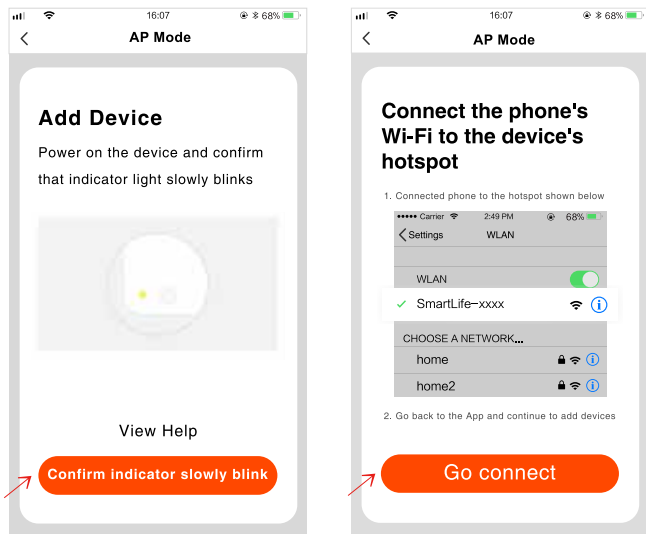 16:07
68%
AP Mode
Add Device
Power on the device and confirm
that indicator light slowly blinks
View Help
Confirm indicator slowly blink
16:07
68%
AP Mode
Connect the phone's
Wi-Fi to the device's
hotspot
1. Connected phone to the hotspot shown below
Carrier 2:49 PM 68%
Settings WLAN
WLAN
SmartLife-xxxx
CHOOSE A NETWORK...
home
home2
2. Go back to the App and continue to add devices
Go connect